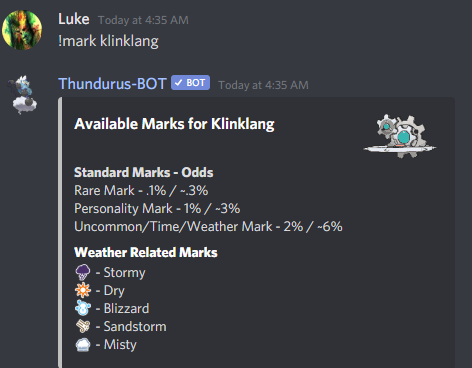 Luke Today at 4:35 AM
!mark klinklang
Thundurus-BOT ✓ BOT Today at 4:35 AM
Available Marks for Klinklang
Standard Marks - Odds
Rare Mark - .1% / ~.3%
Personality Mark - 1% / ~3%
Uncommon/Time/Weather Mark - 2% / ~6%
Weather Related Marks
- Stormy
- Dry
- Blizzard
- Sandstorm
- Misty